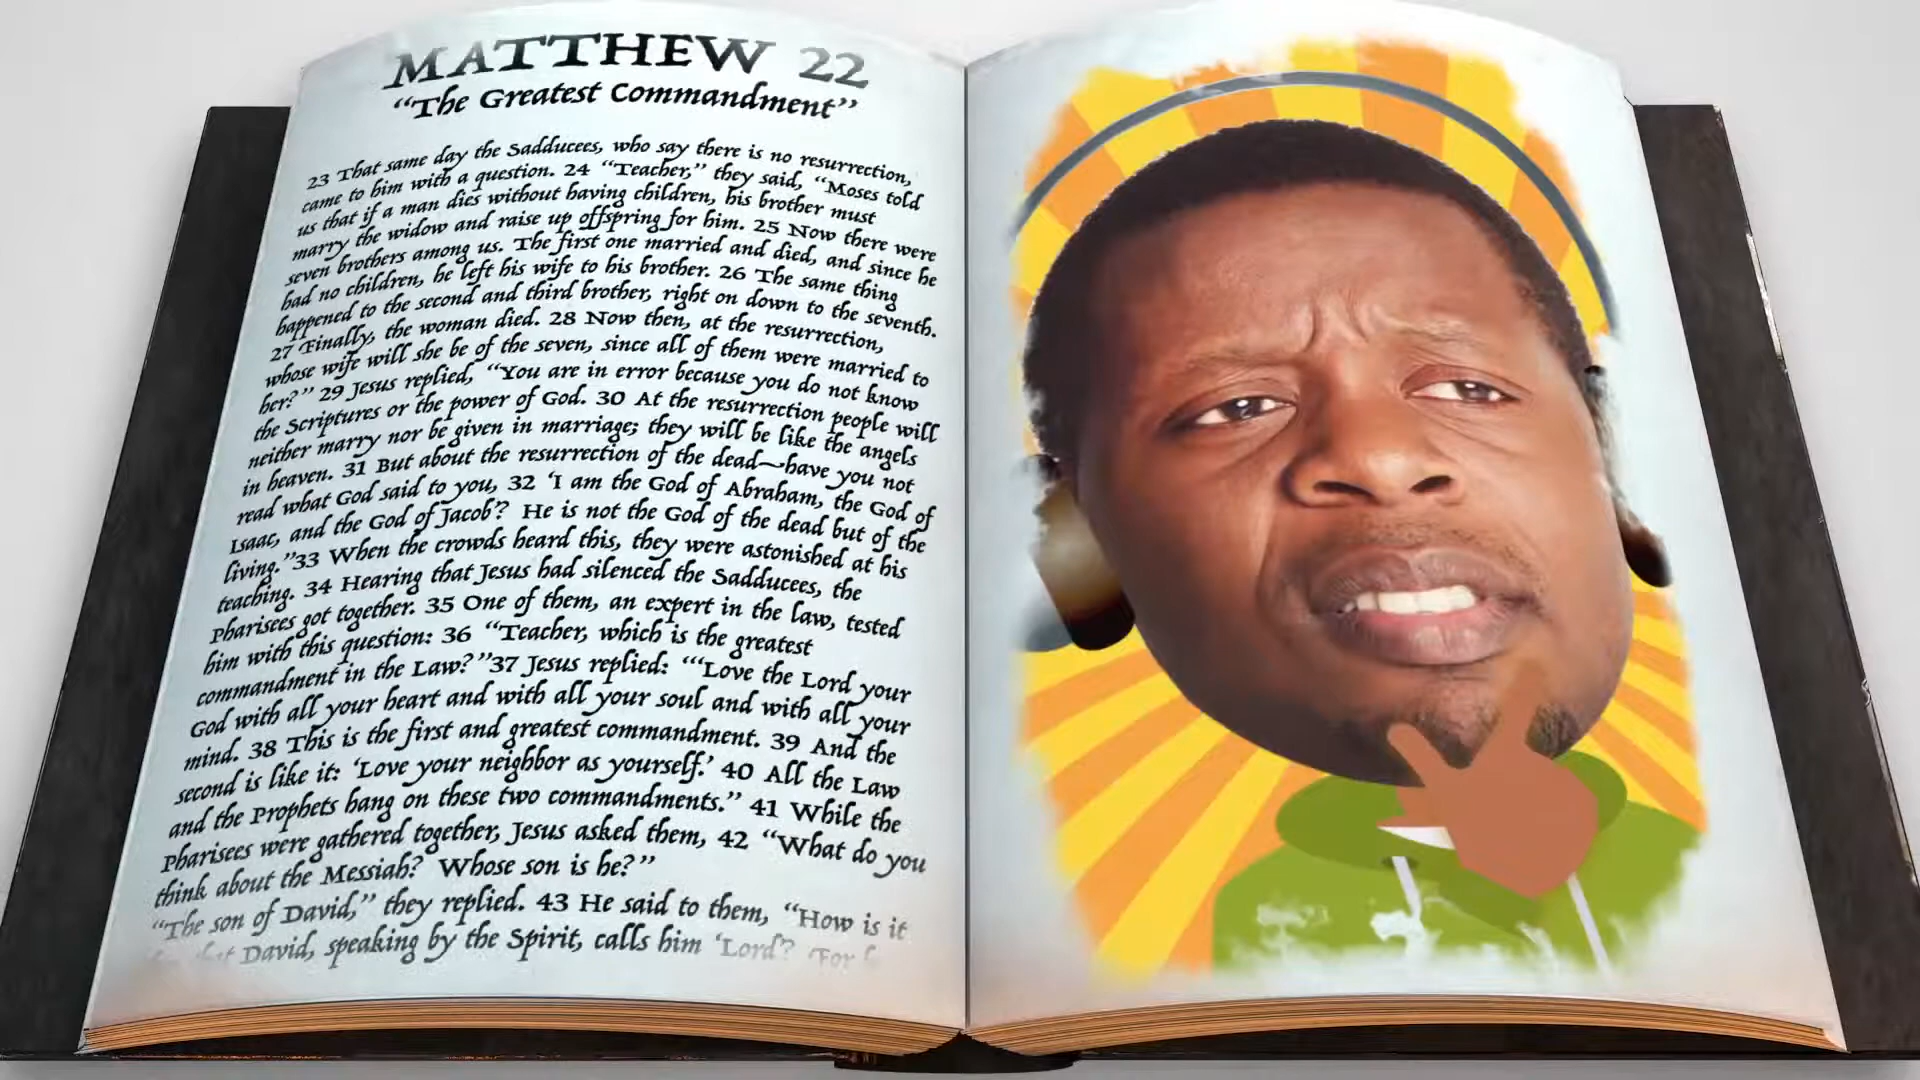 MATTHEW 22
“The Greatest Commandment”
23 That same day the Sadducees, who say there is no resurrection,
came to him with a question. 24 “Teacher,” they said, “Moses told
us that if a man dies without having children, his brother must
marry the widow and raise up offspring for him. 25 Now there were
seven brothers among us. The first one married and died, and since he
had no children, he left his wife to his brother. 26 The same thing
happened to the second and third brother, right on down to the seventh.
27 Finally, the woman died. 28 Now then, at the resurrection,
whose wife will she be of the seven, since all of them were married to
her?” 29 Jesus replied, “You are in error because you do not know
the Scriptures or the power of God. 30 At the resurrection people will
neither marry nor be given in marriage; they will be like the angels
in heaven. 31 But about the resurrection of the dead—have you not
read what God said to you, 32 ‘I am the God of Abraham, the God of
Isaac, and the God of Jacob’? He is not the God of the dead but of the
living.”33 When the crowds heard this, they were astonished at his
teaching. 34 Hearing that Jesus had silenced the Sadducees, the
Pharisees got together. 35 One of them, an expert in the law, tested
him with this question: 36 “Teacher, which is the greatest
commandment in the Law?”37 Jesus replied: “‘Love the Lord your
God with all your heart and with all your soul and with all your
mind. 38 This is the first and greatest commandment. 39 And the
second is like it: ‘Love your neighbor as yourself.’ 40 All the Law
and the Prophets hang on these two commandments.” 41 While the
Pharisees were gathered together, Jesus asked them, 42 “What do you
think about the Messiah? Whose son is he?”
“The son of David,” they replied. 43 He said to them, “How is it
that David, speaking by the Spirit, calls him ‘Lord’? For